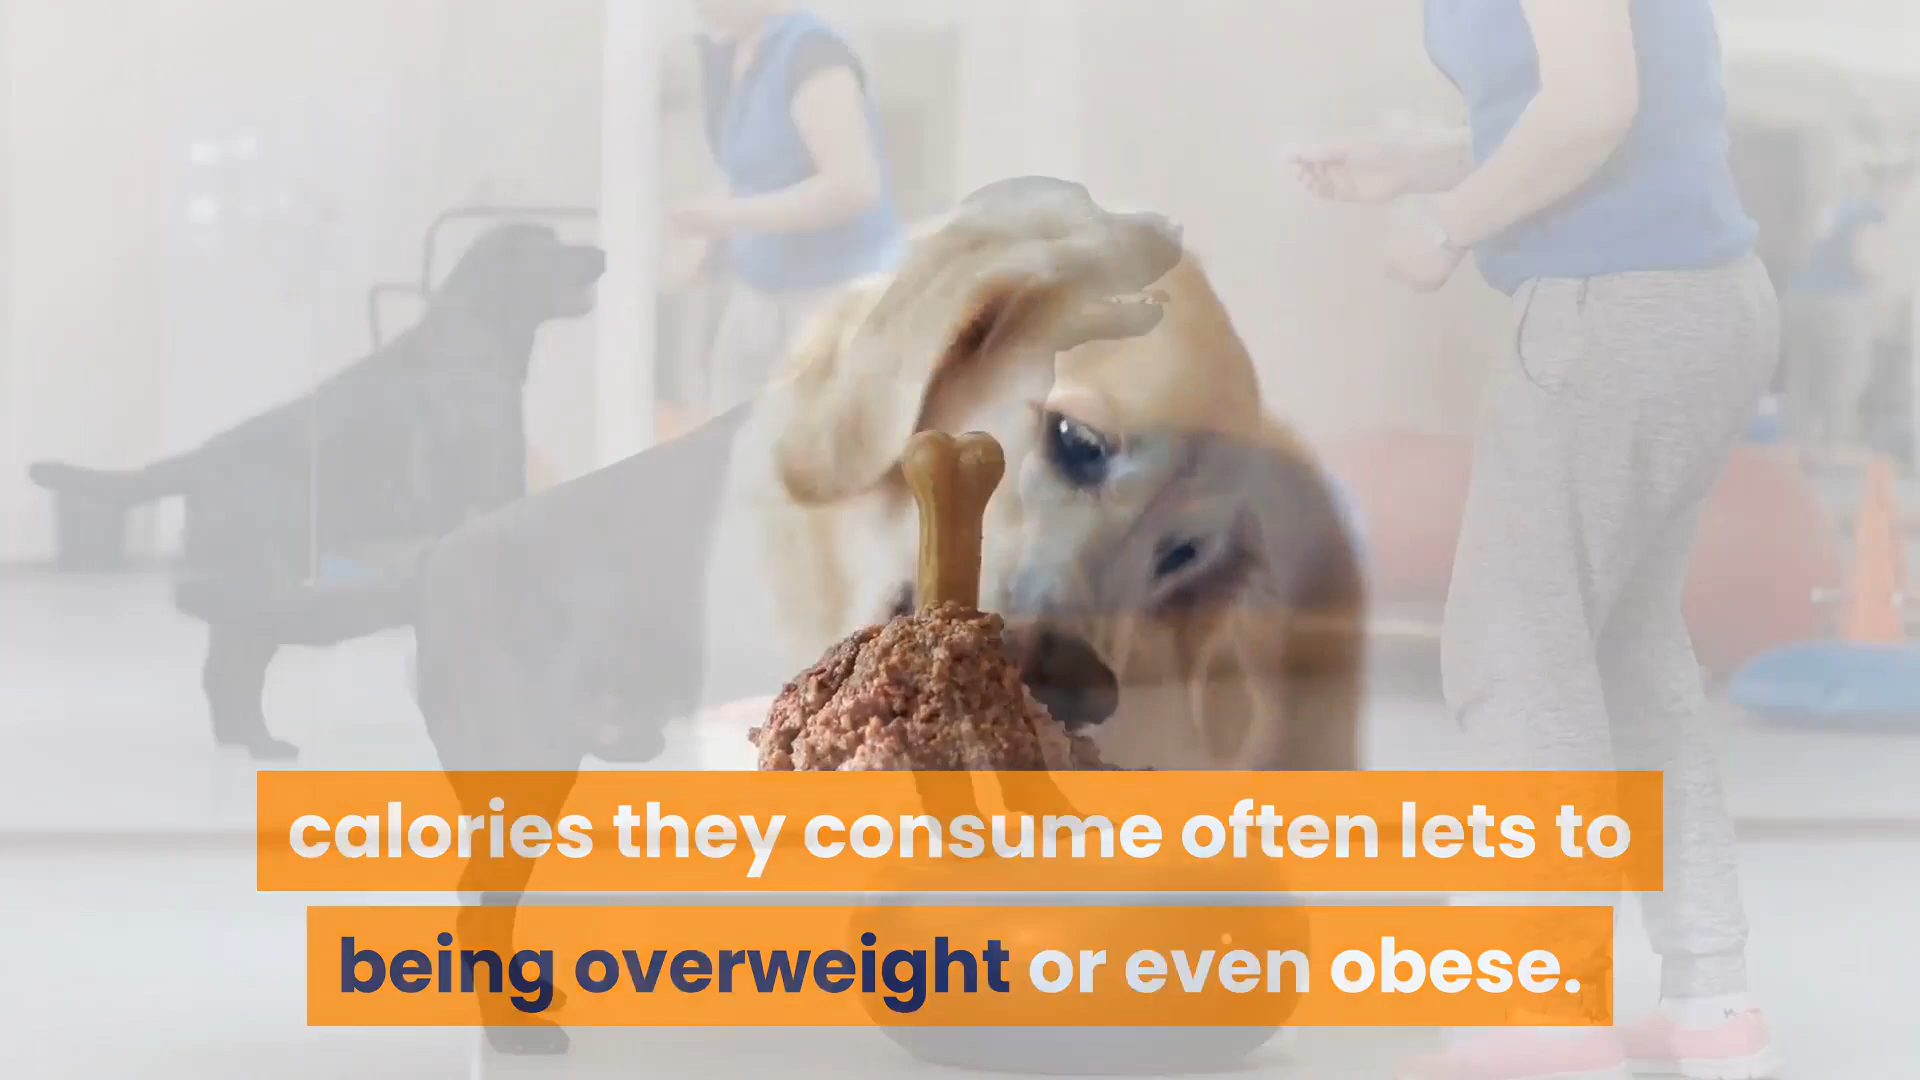 calories they consume often lets to
being overweight or even obese.